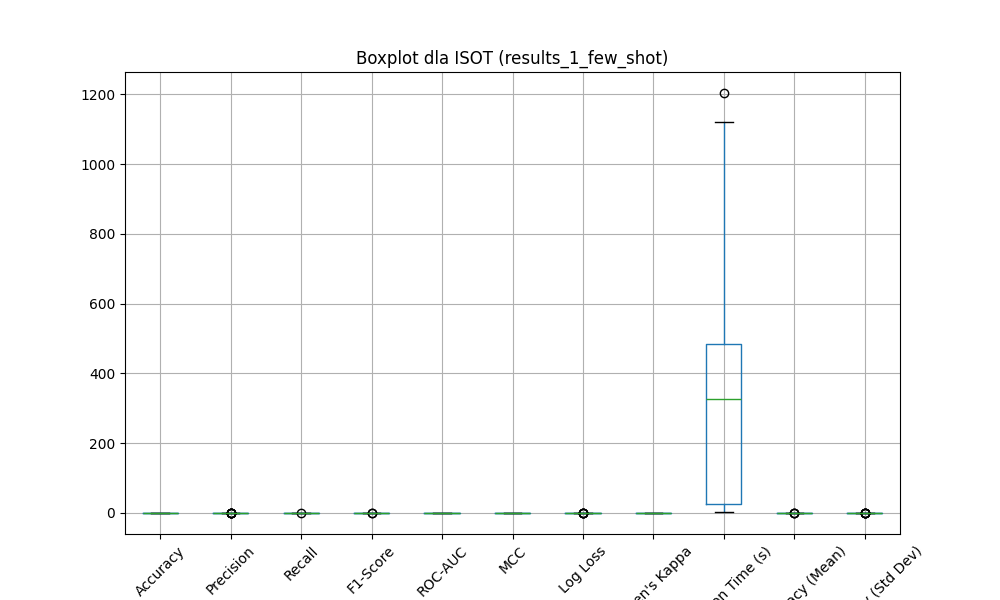 Boxplot dla ISOT (results_1_few_shot)
1200
1000
800
600
400
200
0
Accuracy
Precision
Recall
F1-Score
ROC-AUC
MCC
Log Loss
en's Kappa
on Time (s)
cy (Mean)
(Std Dev)